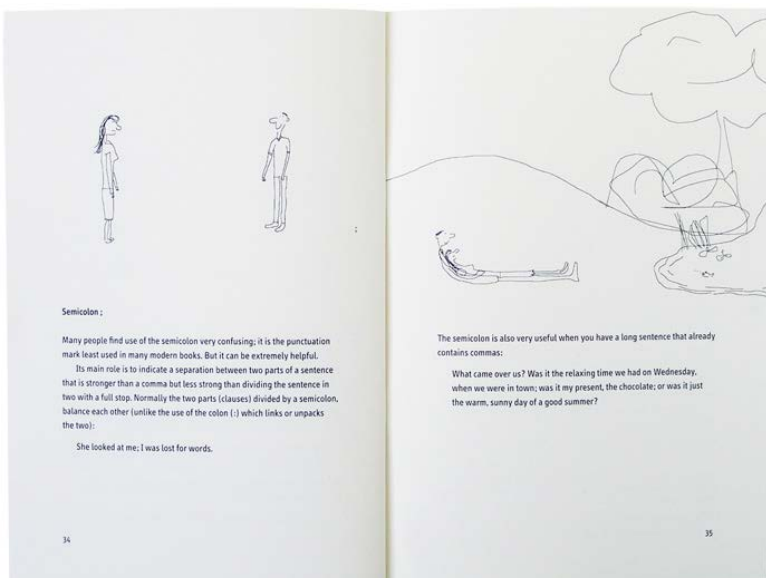 ;
Semicolon ;
Many people find use of the semicolon very confusing; it is the punctuation
mark least used in many modern books. But it can be extremely helpful.
Its main role is to indicate a separation between two parts of a sentence
that is stronger than a comma but less strong than dividing the sentence in
two with a full stop. Normally the two parts (clauses) divided by a semicolon,
balance each other (unlike the use of the colon (:) which links or unpacks
the two):
She looked at me; I was lost for words.
34
The semicolon is also very useful when you have a long sentence that already
contains commas:
What came over us? Was it the relaxing time we had on Wednesday,
when we were in town; was it my present, the chocolate; or was it just
the warm, sunny day of a good summer?
35